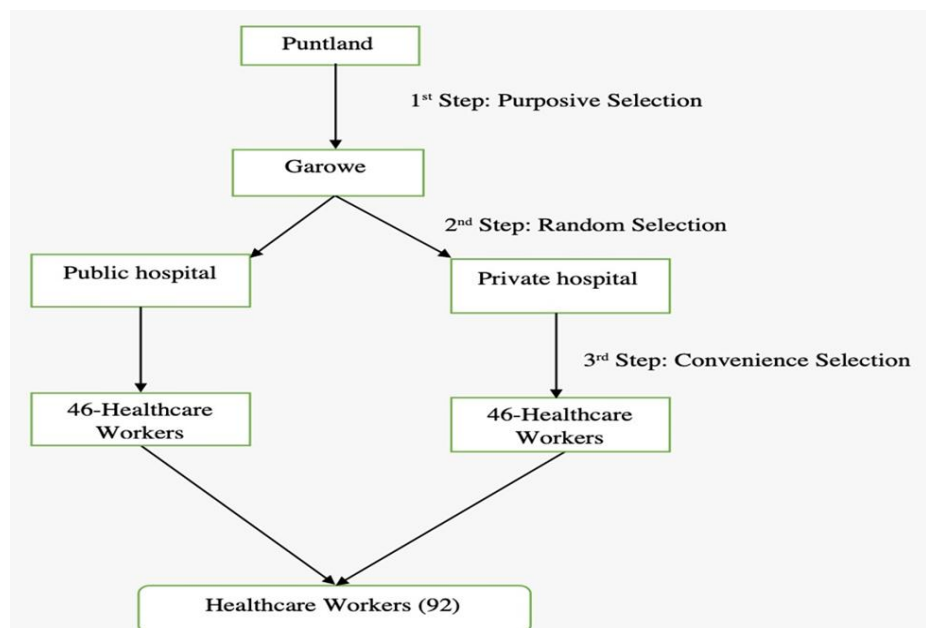 Puntland
1st Step: Purposive Selection
Garowe
2nd Step: Random Selection
Public hospital
Private hospital
3rd Step: Convenience Selection
46-Healthcare
Workers
46-Healthcare
Workers
Healthcare Workers (92)